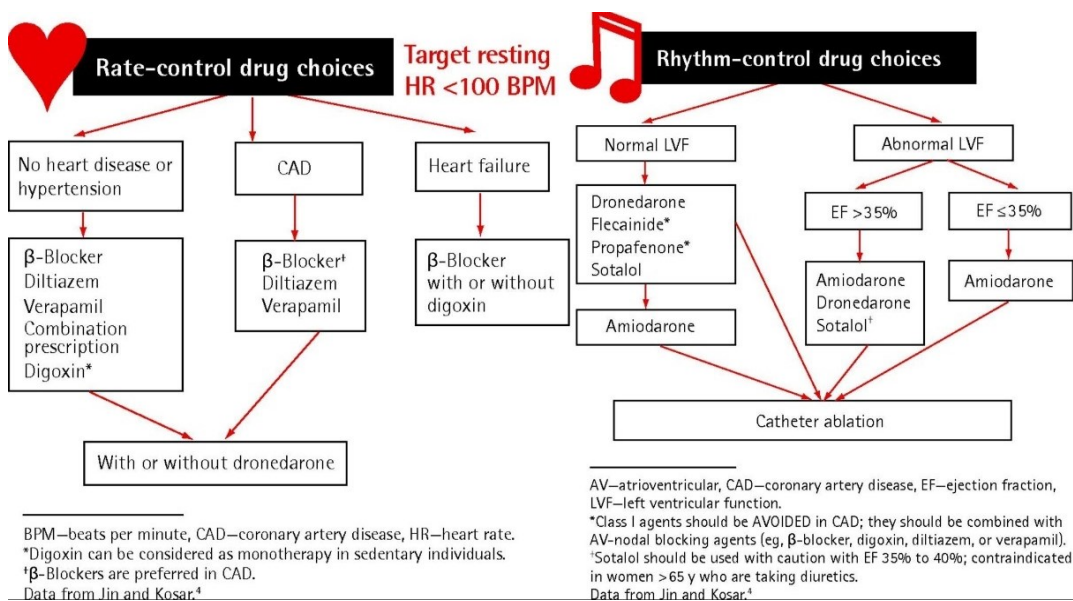 Rate-control drug choices
Target resting
HR <100 BPM
No heart disease or
hypertension
CAD
Heart failure
β-Blocker
Diltiazem
Verapamil
Combination
prescription
Digoxin*
β-Blocker‡
Diltiazem
Verapamil
β-Blocker
with or without
digoxin
With or without dronedarone
BPM—beats per minute, CAD—coronary artery disease, HR—heart rate.
*Digoxin can be considered as monotherapy in sedentary individuals.
‡β-Blockers are preferred in CAD.
Data from Jin and Kosar.⁴
Rhythm-control drug choices
Normal LVF
Abnormal LVF
Dronedarone
Flecainide*
Propafenone*
Sotalol
EF >35%
EF ≤35%
Amiodarone
Amiodarone
Dronedarone
Sotalol†
Amiodarone
Catheter ablation
AV—atrioventricular, CAD—coronary artery disease, EF—ejection fraction,
LVF—left ventricular function.
*Class I agents should be AVOIDED in CAD; they should be combined with
AV-nodal blocking agents (eg, β-blocker, digoxin, diltiazem, or verapamil).
†Sotalol should be used with caution with EF 35% to 40%; contraindicated
in women >65 y who are taking diuretics.
Data from Jin and Kosar.⁴